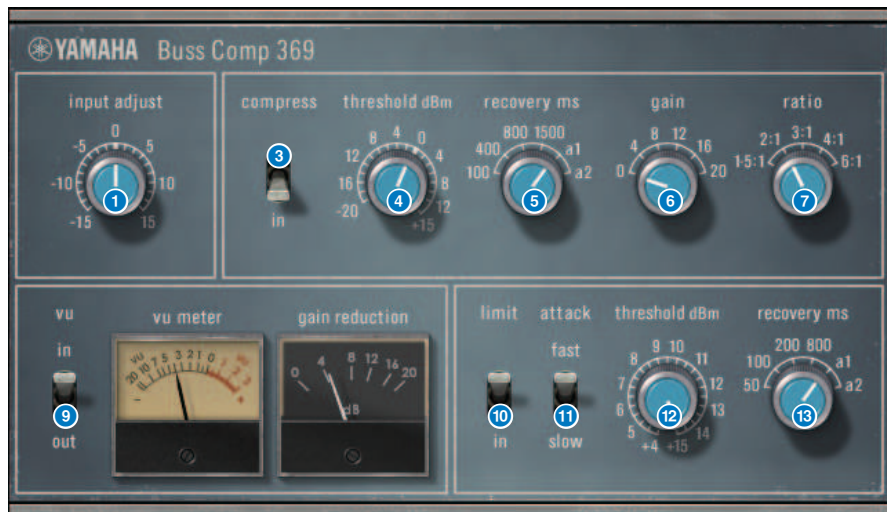 YAMAHA Buss Comp 369
input adjust
-15 -10 -5 0 5 10 15
1
compress
3
in
threshold dBm
-20 16 12 8 4 0 4 8 12 +15
4
recovery ms
100 400 800 1500 a1 a2
5
gain
0 4 8 12 16 20
6
ratio
1·5:1 2:1 3:1 4:1 6:1
7
vu
in
9
out
vu meter
VU VU
20 10 7 5 3 2 1 0 1 2 3
- +
gain reduction
0 4 8 12 16 20
dB
limit
10
in
attack
fast
11
slow
threshold dBm
+4 5 6 7 8 9 10 11 12 13 14 +15
12
recovery ms
50 100 200 800 a1 a2
13